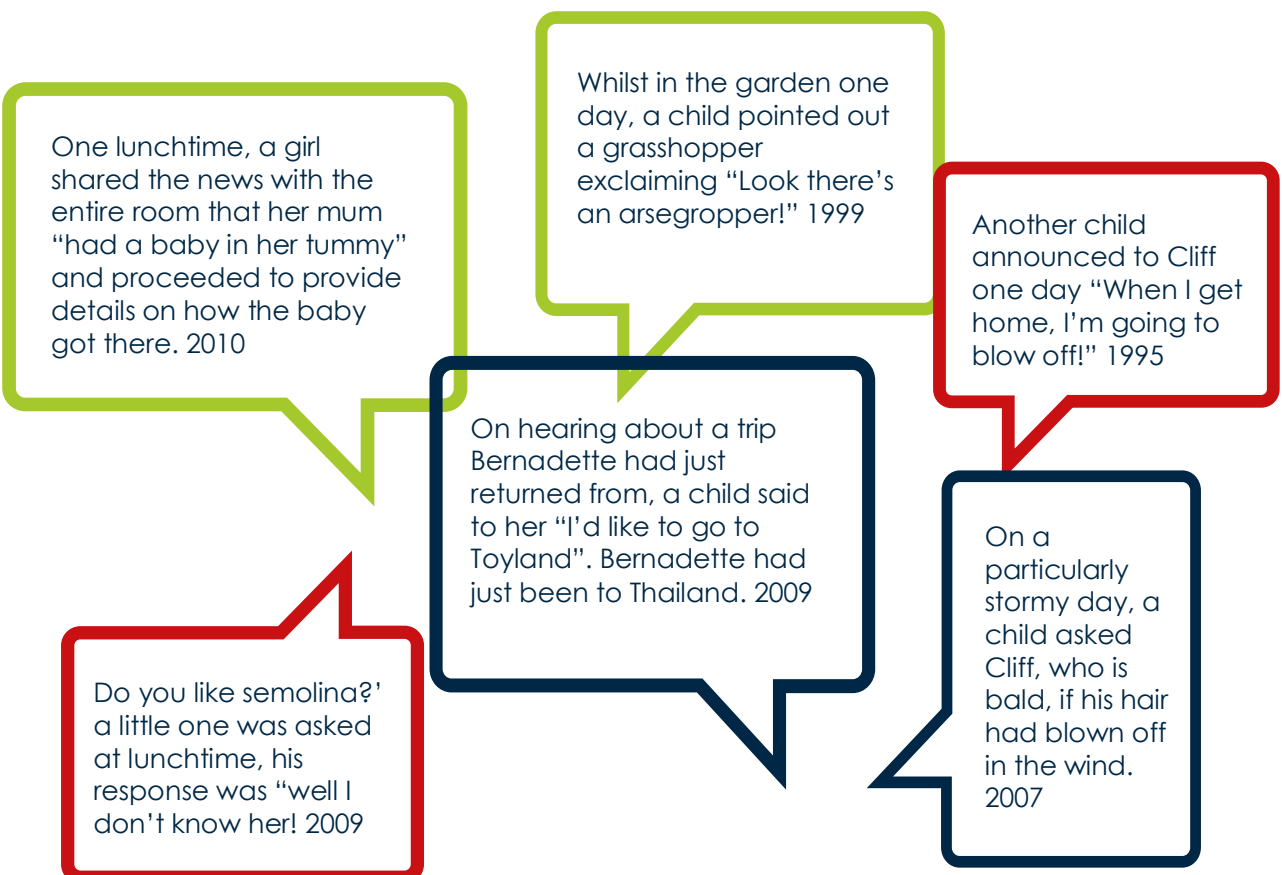 One lunchtime, a girl
shared the news with the
entire room that her mum
“had a baby in her tummy”
and proceeded to provide
details on how the baby
got there. 2010
Whilst in the garden one
day, a child pointed out
a grasshopper
exclaiming “Look there’s
an arsegropper!” 1999
Another child
announced to Cliff
one day “When I get
home, I’m going to
blow off!” 1995
On hearing about a trip
Bernadette had just
returned from, a child said
to her “I’d like to go to
Toyland”. Bernadette had
just been to Thailand. 2009
On a
particularly
stormy day, a
child asked
Cliff, who is
bald, if his hair
had blown off
in the wind.
2007
Do you like semolina?’
a little one was asked
at lunchtime, his
response was “well I
don’t know her! 2009